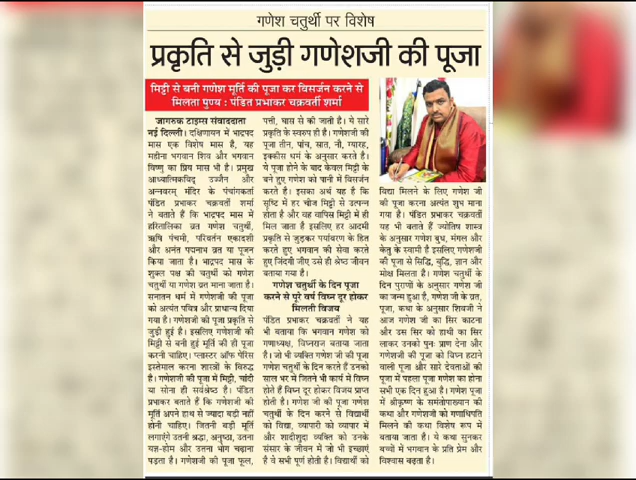 गणेश चतुर्थी पर विशेष
प्रकृति से जुड़ी गणेशजी की पूजा
मिट्टी से बनी गणेश मूर्ति की पूजा कर विसर्जन करने से
मिलता पुण्य : पंडित प्रभाकर चक्रवर्ती शर्मा
जागरुक टाइम्स संवाददाता
नई दिल्ली। दक्षिणायन में भाद्रपद
मास एक विशेष मास है, यह
महीना भगवान शिव और भगवान
विष्णु का प्रिष मास भी है। प्रमुख
आध्यात्मिकविद् उज्जैन और
अन्नवरम् मंदिर के पंचांगकर्ता
पंडित प्रभाकर चक्रवर्ती शर्मा
ने बताते हैं कि भाद्रपद मास में
हरितालिका व्रत गणेश चतुर्थी,
ऋषि पंचमी, परिवर्तन एकादशी
और अनंत पद्मनाथ व्रत या पूजन
किया जाता है। भाद्रपद मास के
शुक्ल पक्ष की चतुर्थी को गणेश
चतुर्थी या गणेश व्रत माना जाता है।
सनातन धर्म में गणेशजी की पूजा
को अत्यंत पवित्र और प्राधान्य दिया
गया है। गणेशजी की पूजा प्रकृति से
जुड़ी हुई है। इसलिए गणेशजी की
मिट्टी से बनी हुई मूर्ति की ही पूजा
करनी चाहिए। प्लास्टर ऑफ पेरिस
इस्तेमाल करना शास्त्रों के विरुद्ध
है। गणेशजी की पूजा में मिट्टी, चांदी
या सोना ही सर्वश्रेष्ठ है। पंडित
प्रभाकर बताते हैं कि गणेशजी की
मूर्ति अपने हाथ से ज्यादा बड़ी नहीं
होनी चाहिए। जितनी बड़ी मूर्ति
लगाएंगे उतनी श्रद्धा, अनुष्ठा, उतना
यज्ञ-होम और उतना भोग चढ़ाना
पड़ता है। गणेशजी की पूजा फूल,
पत्ती, घास से की जाती है। ये सारे
प्रकृति के स्वरुप ही है। गणेशजी की
पूजा तीन, पांच, सात, नौ, ग्यारह,
इक्कीस धर्म के अनुसार करते है।
ये पूजा होने के बाद केवल मिट्टी के
बने हुए गणेश को पानी में विसर्जन
करते है। इसका अर्थ यह है कि
सृष्टि में हर चीज मिट्टी से उत्पन्न
होता है और वह वापिस मिट्टी में ही
मिल जाता है इसलिए हर आदमी
प्रकृति से जुड़कर पर्यावरण के हित
करते हुए भगवान की सेवा करते
हुए जिंदगी जीए उसे ही श्रेष्ठ जीवन
बताया गया है।
गणेश चतुर्थी के दिन पूजा
करने से पूरे वर्ष विघ्न दूर होकर
मिलती विजय
पंडित प्रभाकर चक्रवर्ती ने यह
भी बताया कि भगवान गणेश को
गणाध्यक्ष, विघ्नराज बताया जाता
है। जो भी व्यक्ति गणेश जी की पूजा
गणेश चतुर्थी के दिन करते हैं उनको
साल भर में जितने भी कार्य में विघ्न
होते हैं विघ्न दूर होकर विजय प्राप्त
होती है। गणेश जी की पूजा गणेश
चतुर्थी के दिन करने से विद्यार्थी
को विद्या, व्यापारी को व्यापार में
और शादीशुदा व्यक्ति को उनके
संसार के जीवन में जो भी इच्छाएं
है वे सभी पूर्ण होती है। विद्यार्थी को
विद्या मिलने के लिए गणेश जी
की पूजा करना अत्यंत शुभ माना
गया है। पंडित प्रभाकर चक्रवर्ती
यह भी बताते हैं ज्योतिष शास्त्र
के अनुसार गणेश बुध, मंगल और
केतु के स्वामी है इसलिए गणेशजी
की पूजा से सिद्धि, बुद्धि, ज्ञान और
मोक्ष मिलता है। गणेश चतुर्थी के
दिन पुराणों के अनुसार गणेश जी
का जन्म हुआ है, गणेश जी के व्रत,
पूजा, कथा के अनुसार शिवजी ने
आज गणेश जी का सिर काटना
और उस सिर को हाथी का सिर
लाकर उनको पुनः प्राण देना और
गणेशजी की पूजा को विघ्न हटाने
वाली पूजा और सारे देवताओं की
पूजा में पहला पूजा गणेश का होना
सभी एक दिन हुआ है। गणेश पूजा
में श्रीकृष्ण के समंतोपाख्यान की
कथा और गणेशजी को गणाधिपति
मिलने की कथा विशेष रूप में
बताया जाता है। ये कथा सुनकर
बच्चों में भगवान के प्रति प्रेम और
विश्वास बढ़ता है।